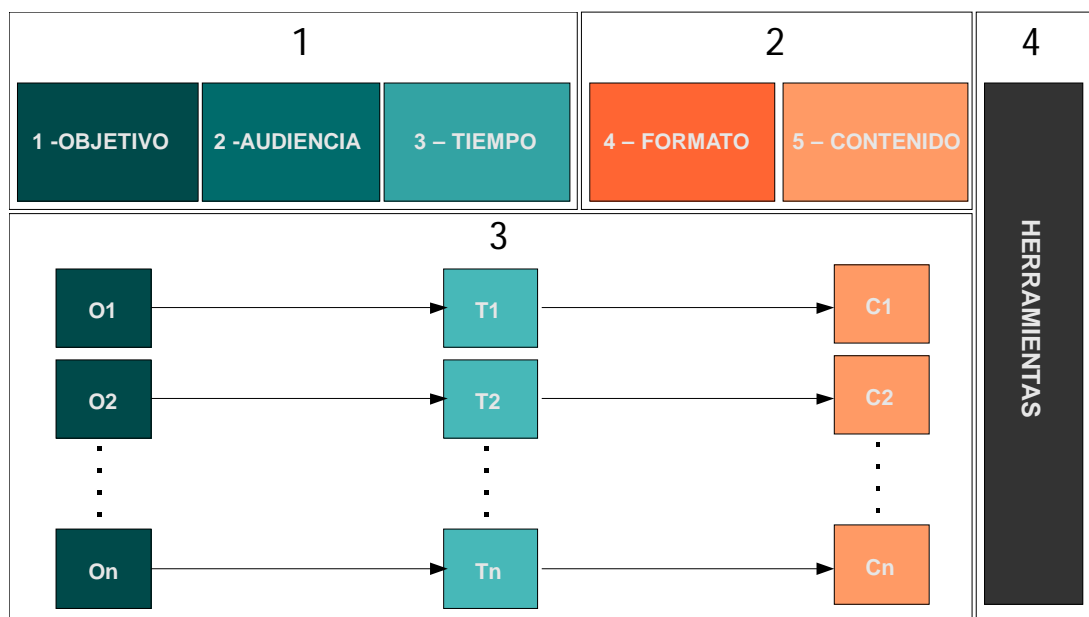 1
2
4
1 -OBJETIVO
2 -AUDIENCIA
3 – TIEMPO
4 – FORMATO
5 – CONTENIDO
HERRAMIENTAS
3
O1
T1
C1
O2
T2
C2
On
Tn
Cn